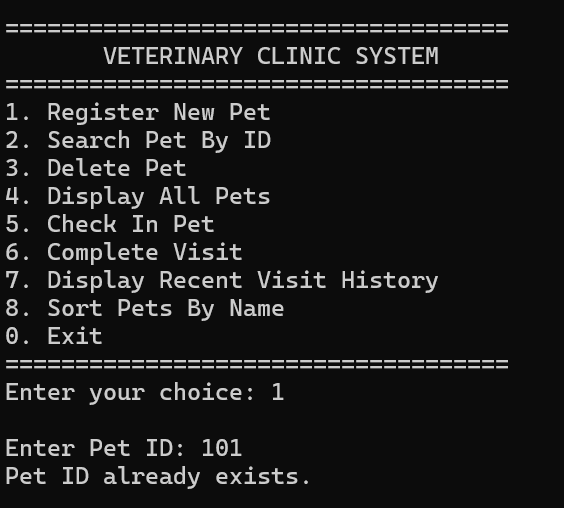 ====================================
VETERINARY CLINIC SYSTEM
====================================
1. Register New Pet
2. Search Pet By ID
3. Delete Pet
4. Display All Pets
5. Check In Pet
6. Complete Visit
7. Display Recent Visit History
8. Sort Pets By Name
0. Exit
====================================
Enter your choice: 1
Enter Pet ID: 101
Pet ID already exists.